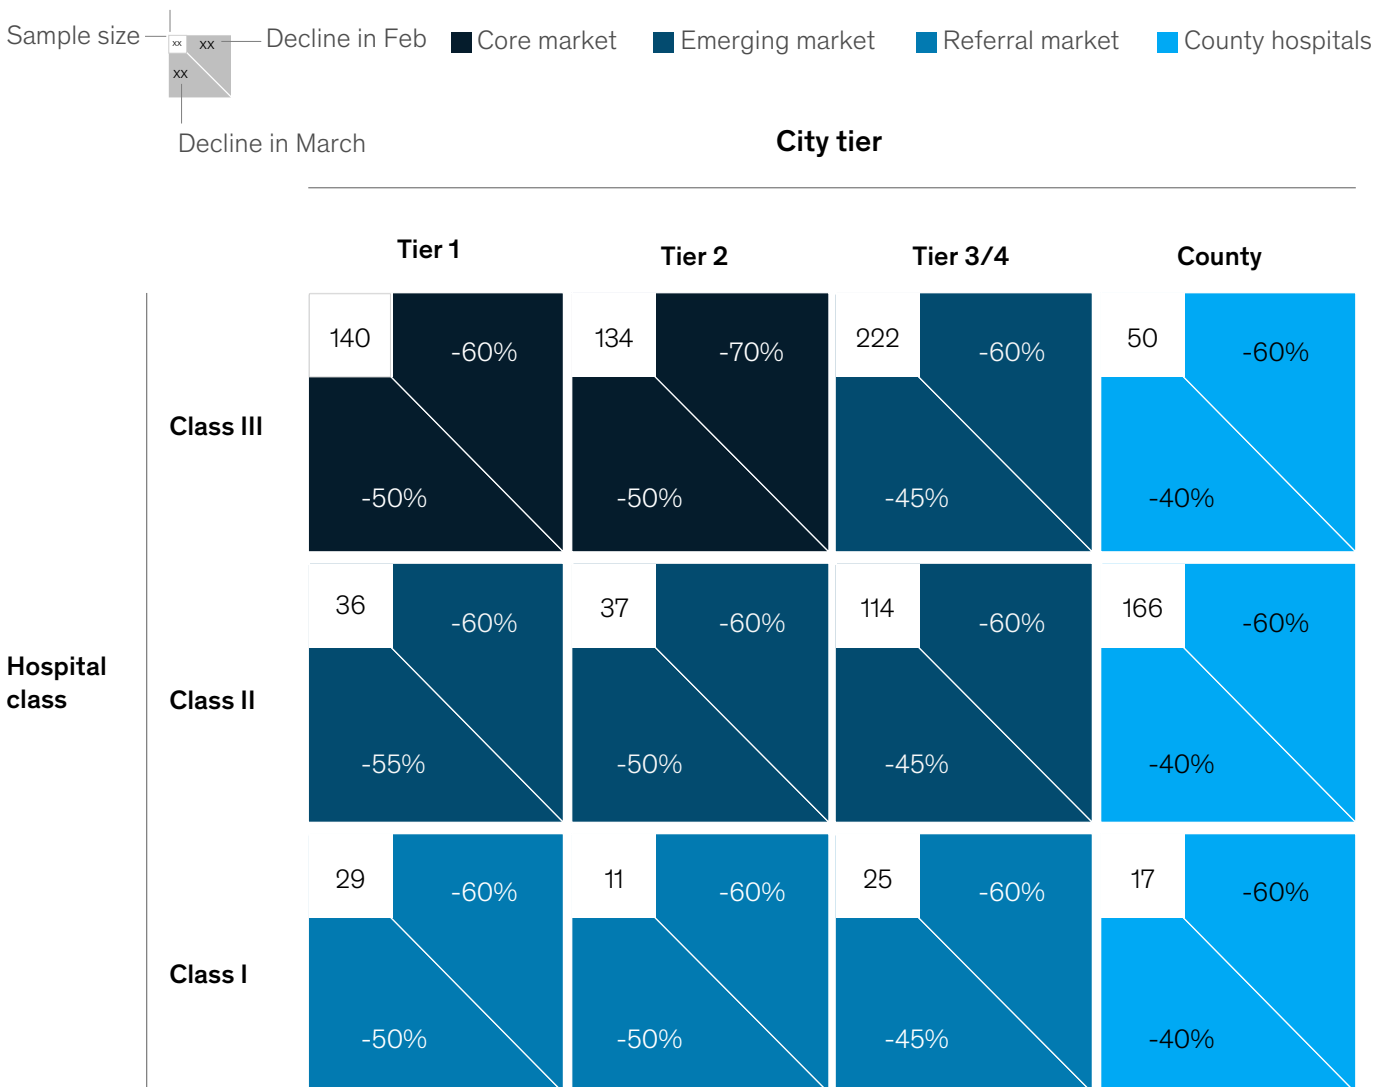 Sample size
xx
xx
xx
Decline in Feb
Decline in March
Core market
Emerging market
Referral market
County hospitals
City tier
Tier 1
Tier 2
Tier 3/4
County
Hospital
class
Class III
140
-60%
-50%
134
-70%
-50%
222
-60%
-45%
50
-60%
-40%
Class II
36
-60%
-55%
37
-60%
-50%
114
-60%
-45%
166
-60%
-40%
Class I
29
-60%
-50%
11
-60%
-50%
25
-60%
-45%
17
-60%
-40%